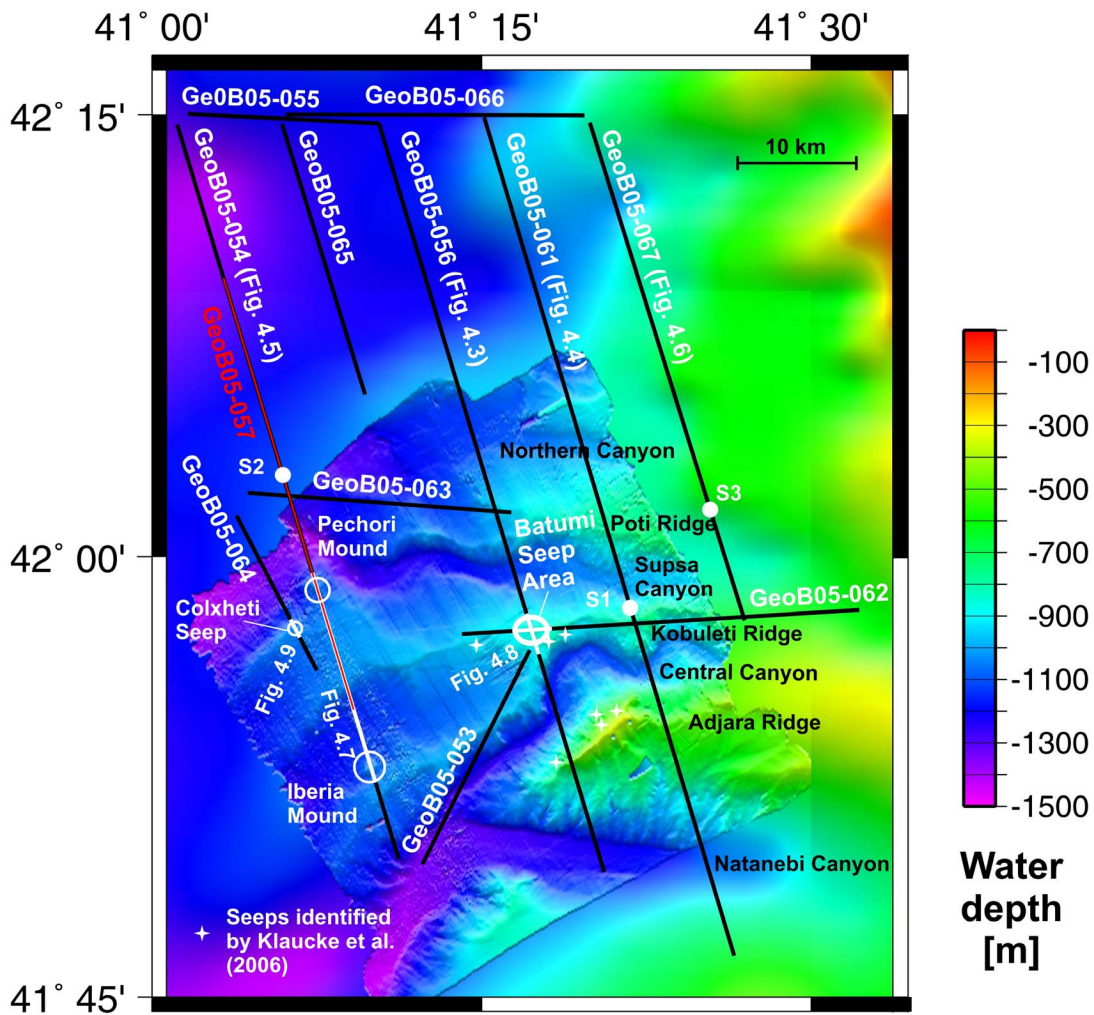 41° 00'
41° 15'
41° 30'
42° 15'
42° 00'
41° 45'
Ge0B05-055
GeoB05-066
10 km
GeoB05-054 (Fig. 4.5)
GeoB05-065
GeoB05-056 (Fig. 4.3)
GeoB05-061 (Fig. 4.4)
GeoB05-067 (Fig. 4.6)
GeoB05-057
Northern Canyon
S2
GeoB05-063
GeoB05-064
S3
Pechori
Mound
Batumi
Seep
Area
Poti Ridge
Supsa
Canyon
S1
GeoB05-062
Colxheti
Seep
Kobuleti Ridge
Fig. 4.9
Fig. 4.8
Central Canyon
Fig. 4.7
Adjara Ridge
GeoB05-053
Iberia
Mound
Natanebi Canyon
Seeps identified
by Klaucke et al.
(2006)
-100
-300
-500
-700
-900
-1100
-1300
-1500
Water
depth
[m]